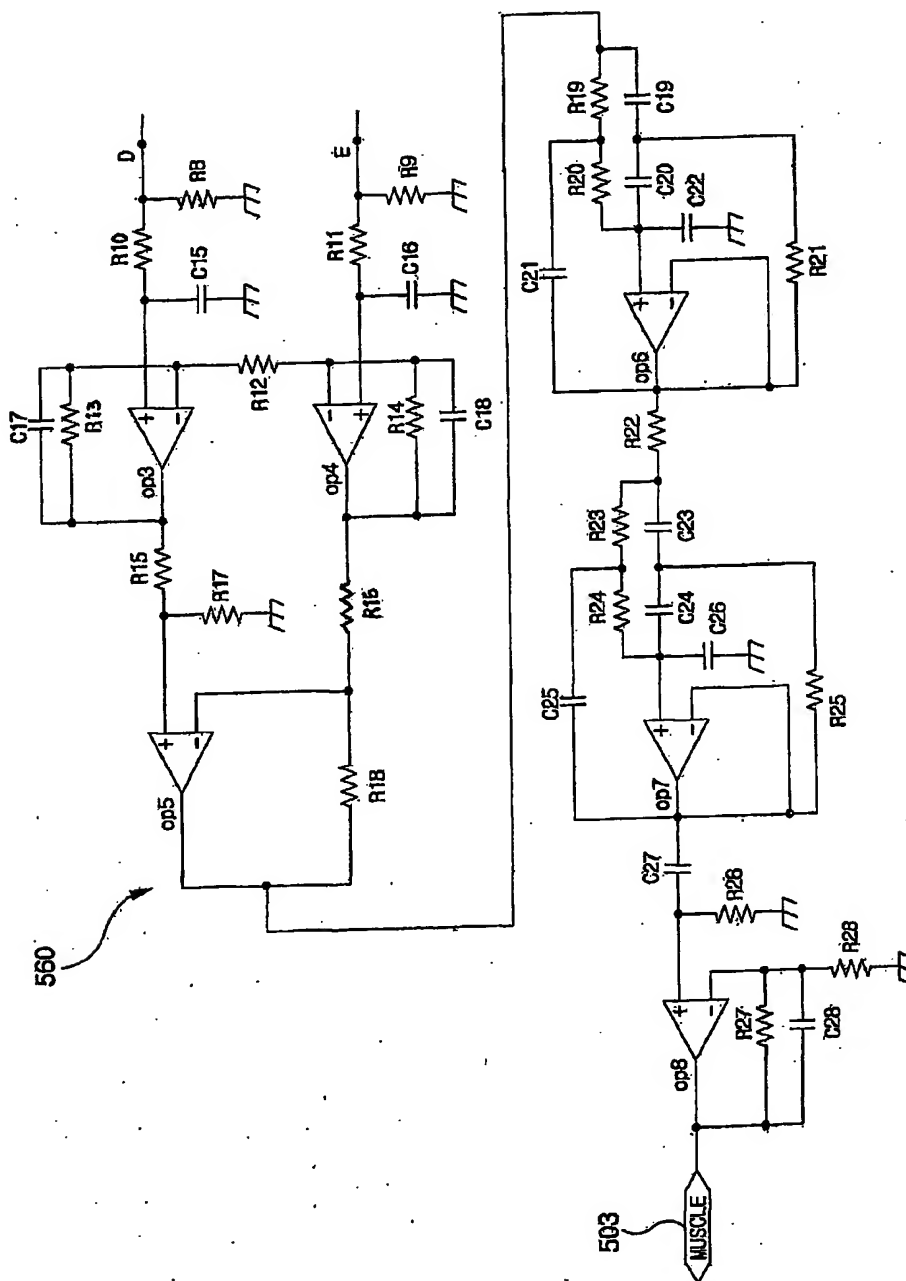 560
D
R8
R10
C15
E
R9
R11
C16
C17
R13
+
−
op3
R12
−
+
op4
R14
C18
R15
R17
R16
+
−
op5
R18
R19
C19
C21
R20
C20
C22
+
−
op6
R21
R22
R23
C23
C25
R24
C24
C26
+
−
op7
R25
C27
R26
+
−
op8
R27
C28
R28
MUSCLE
503